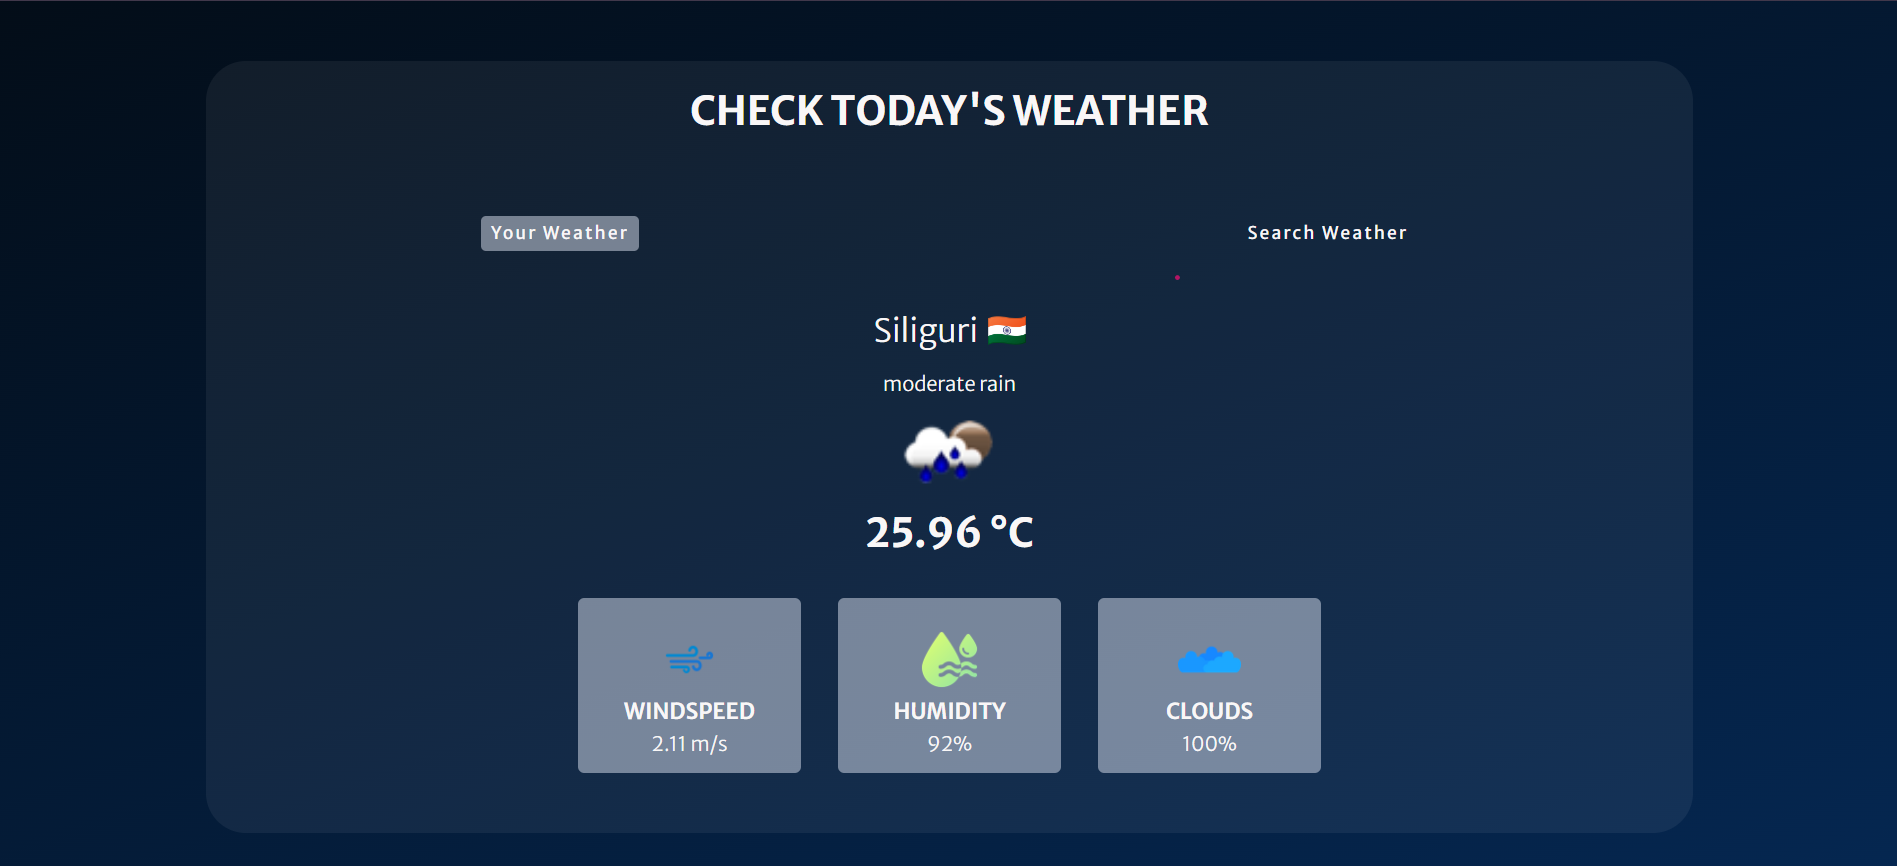 CHECK TODAY'S WEATHER
Your Weather
Search Weather
Siliguri 🇮🇳
moderate rain
25.96 °C
WINDSPEED
2.11 m/s
HUMIDITY
92%
CLOUDS
100%